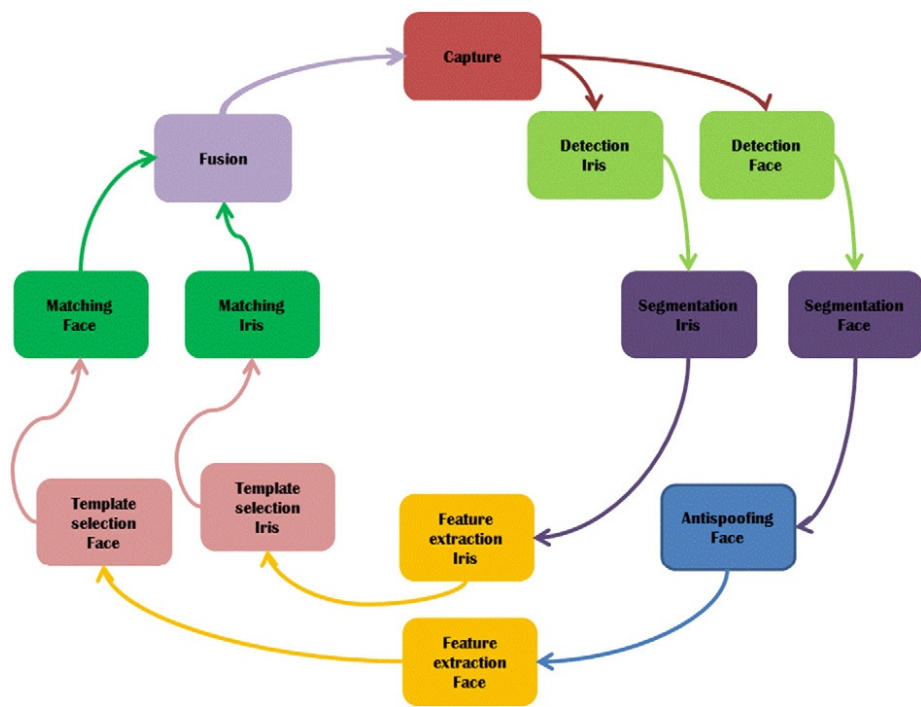 Capture
Fusion
Detection
Iris
Detection
Face
Matching
Face
Matching
Iris
Segmentation
Iris
Segmentation
Face
Template
selection
Face
Template
selection
Iris
Feature
extraction
Iris
Antispoofing
Face
Feature
extraction
Face